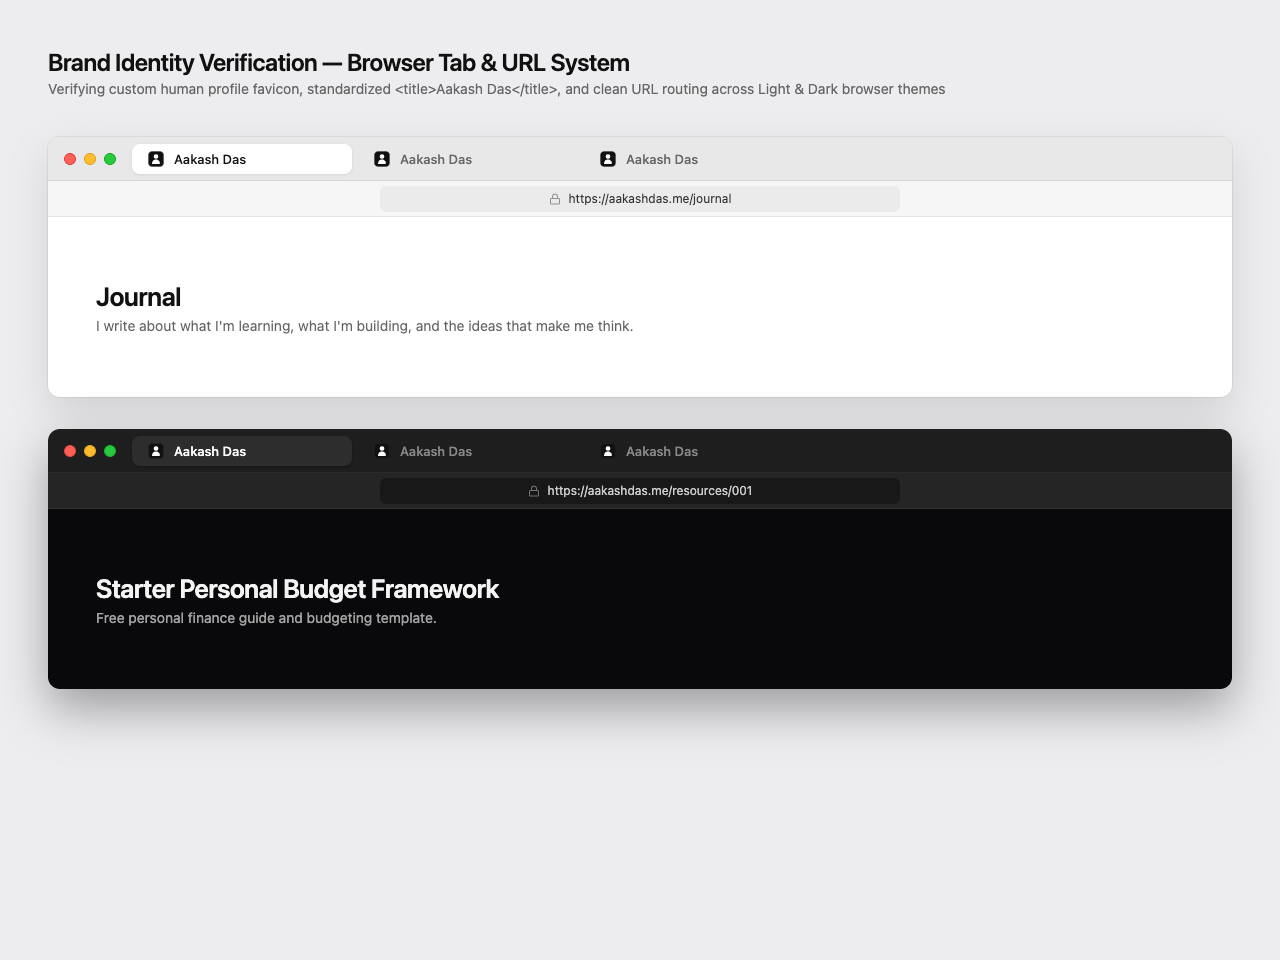 Brand Identity Verification — Browser Tab & URL System
Verifying custom human profile favicon, standardized <title>Aakash Das</title>, and clean URL routing across Light & Dark browser themes
Aakash Das Aakash Das Aakash Das
https://aakashdas.me/journal
Journal
I write about what I'm learning, what I'm building, and the ideas that make me think.
Aakash Das Aakash Das Aakash Das
https://aakashdas.me/resources/001
Starter Personal Budget Framework
Free personal finance guide and budgeting template.